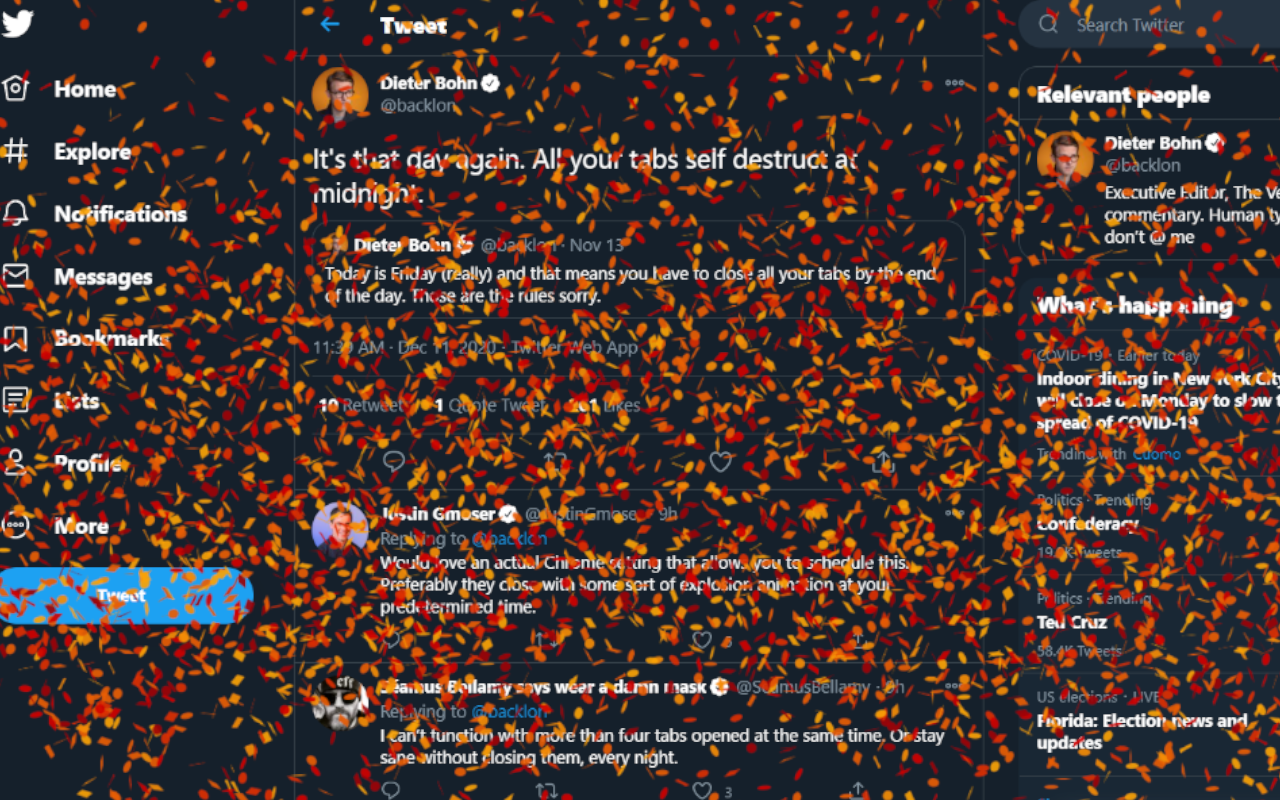 Tweet
Search Twitter
Home
Explore
Notifications
Messages
Bookmarks
Lists
Profile
More
Tweet
Dieter Bohn
@backlon
It's that day again. All your tabs self destruct at
midnight.
Dieter Bohn @backlon · Nov 13
Today is Friday (really) and that means you have to close all your tabs by the end
of the day. Those are the rules sorry.
11:39 AM · Dec 11, 2020 · Twitter Web App
10 Retweets 1 Quote Tweet Likes
Justin Gmoser @JustinGmoser · 9h
Replying to @backlon
Would love an actual Chrome setting that allows you to schedule this.
Preferably they close with some sort of explosion animation at your
predetermined time.
Seamus Bellamy says wear a damn mask @SeamusBellamy · 9h
Replying to @backlon
I can't function with more than four tabs opened at the same time. Or stay
sane without closing them, every night.
3
Relevant people
Dieter Bohn
@backlon
Executive Editor, The Ve
commentary. Human ty
don't @ me
What's happening
COVID-19 · Earlier today
Indoor dining in New York City
will close on Monday to slow t
spread of COVID-19
Trending with Cuomo
Politics · Trending
Confederacy
Tweets
Politics · Trending
Ted Cruz
58.4K Tweets
US elections · LIVE
Florida: Election news and
updates